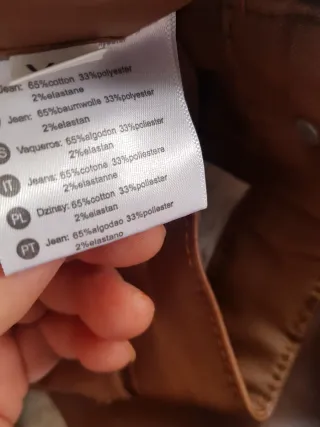 Jean: 65%cotton 33%polyester
2%elastane
Jean: 65%baumwolle 33%polyester
2%elastan
S Vaqueros: 65%algodon 33%poliester
2%elastan
IT Jeans: 65%cotone 33%poliestere
2%elastanne
PL Dzinsy: 65%cotton 33%poliester
2%elastan
PT Jean: 65%algodao 33%poliester
2%elastano